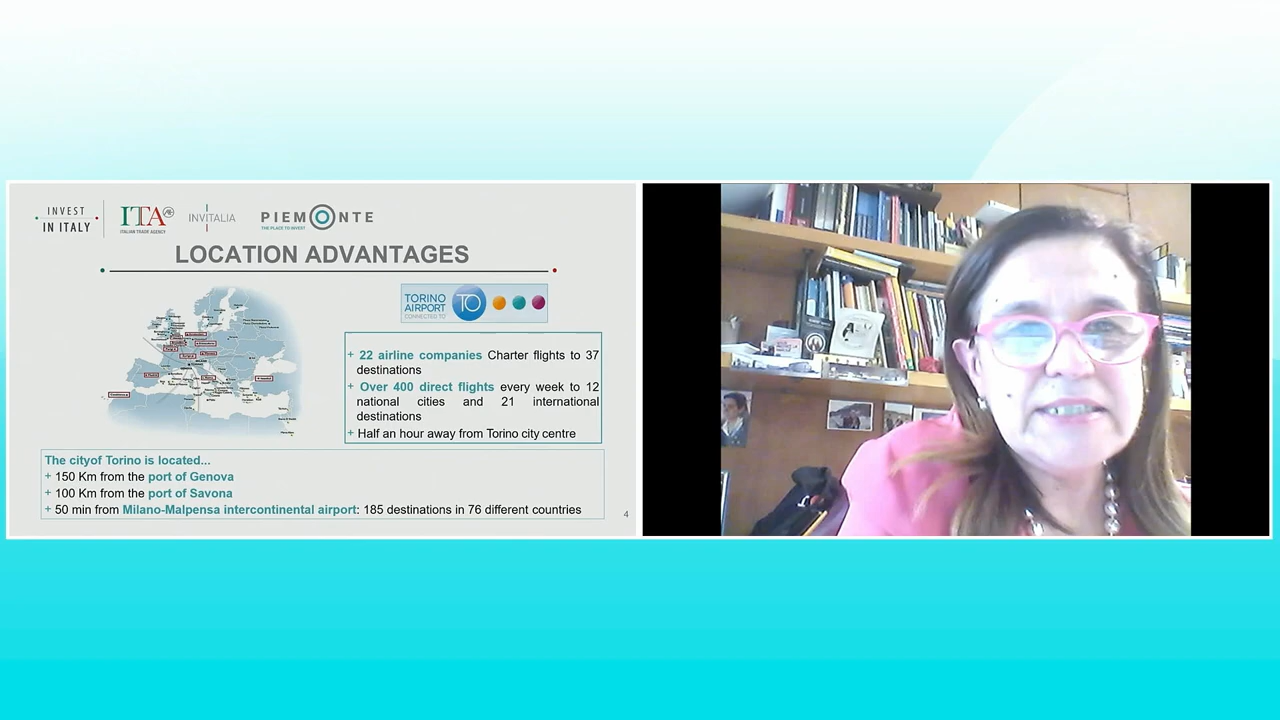 INVEST
IN ITALY
ITA
ITALIAN TRADE AGENCY
INVITALIA
PIEMONTE
THE PLACE TO INVEST
LOCATION ADVANTAGES
TORINO
AIRPORT
CONNECTED TO
TO
+ 22 airline companies Charter flights to 37
destinations
+ Over 400 direct flights every week to 12
national cities and 21 international
destinations
+ Half an hour away from Torino city centre
The cityof Torino is located...
+ 150 Km from the port of Genova
+ 100 Km from the port of Savona
+ 50 min from Milano-Malpensa intercontinental airport: 185 destinations in 76 different countries
4